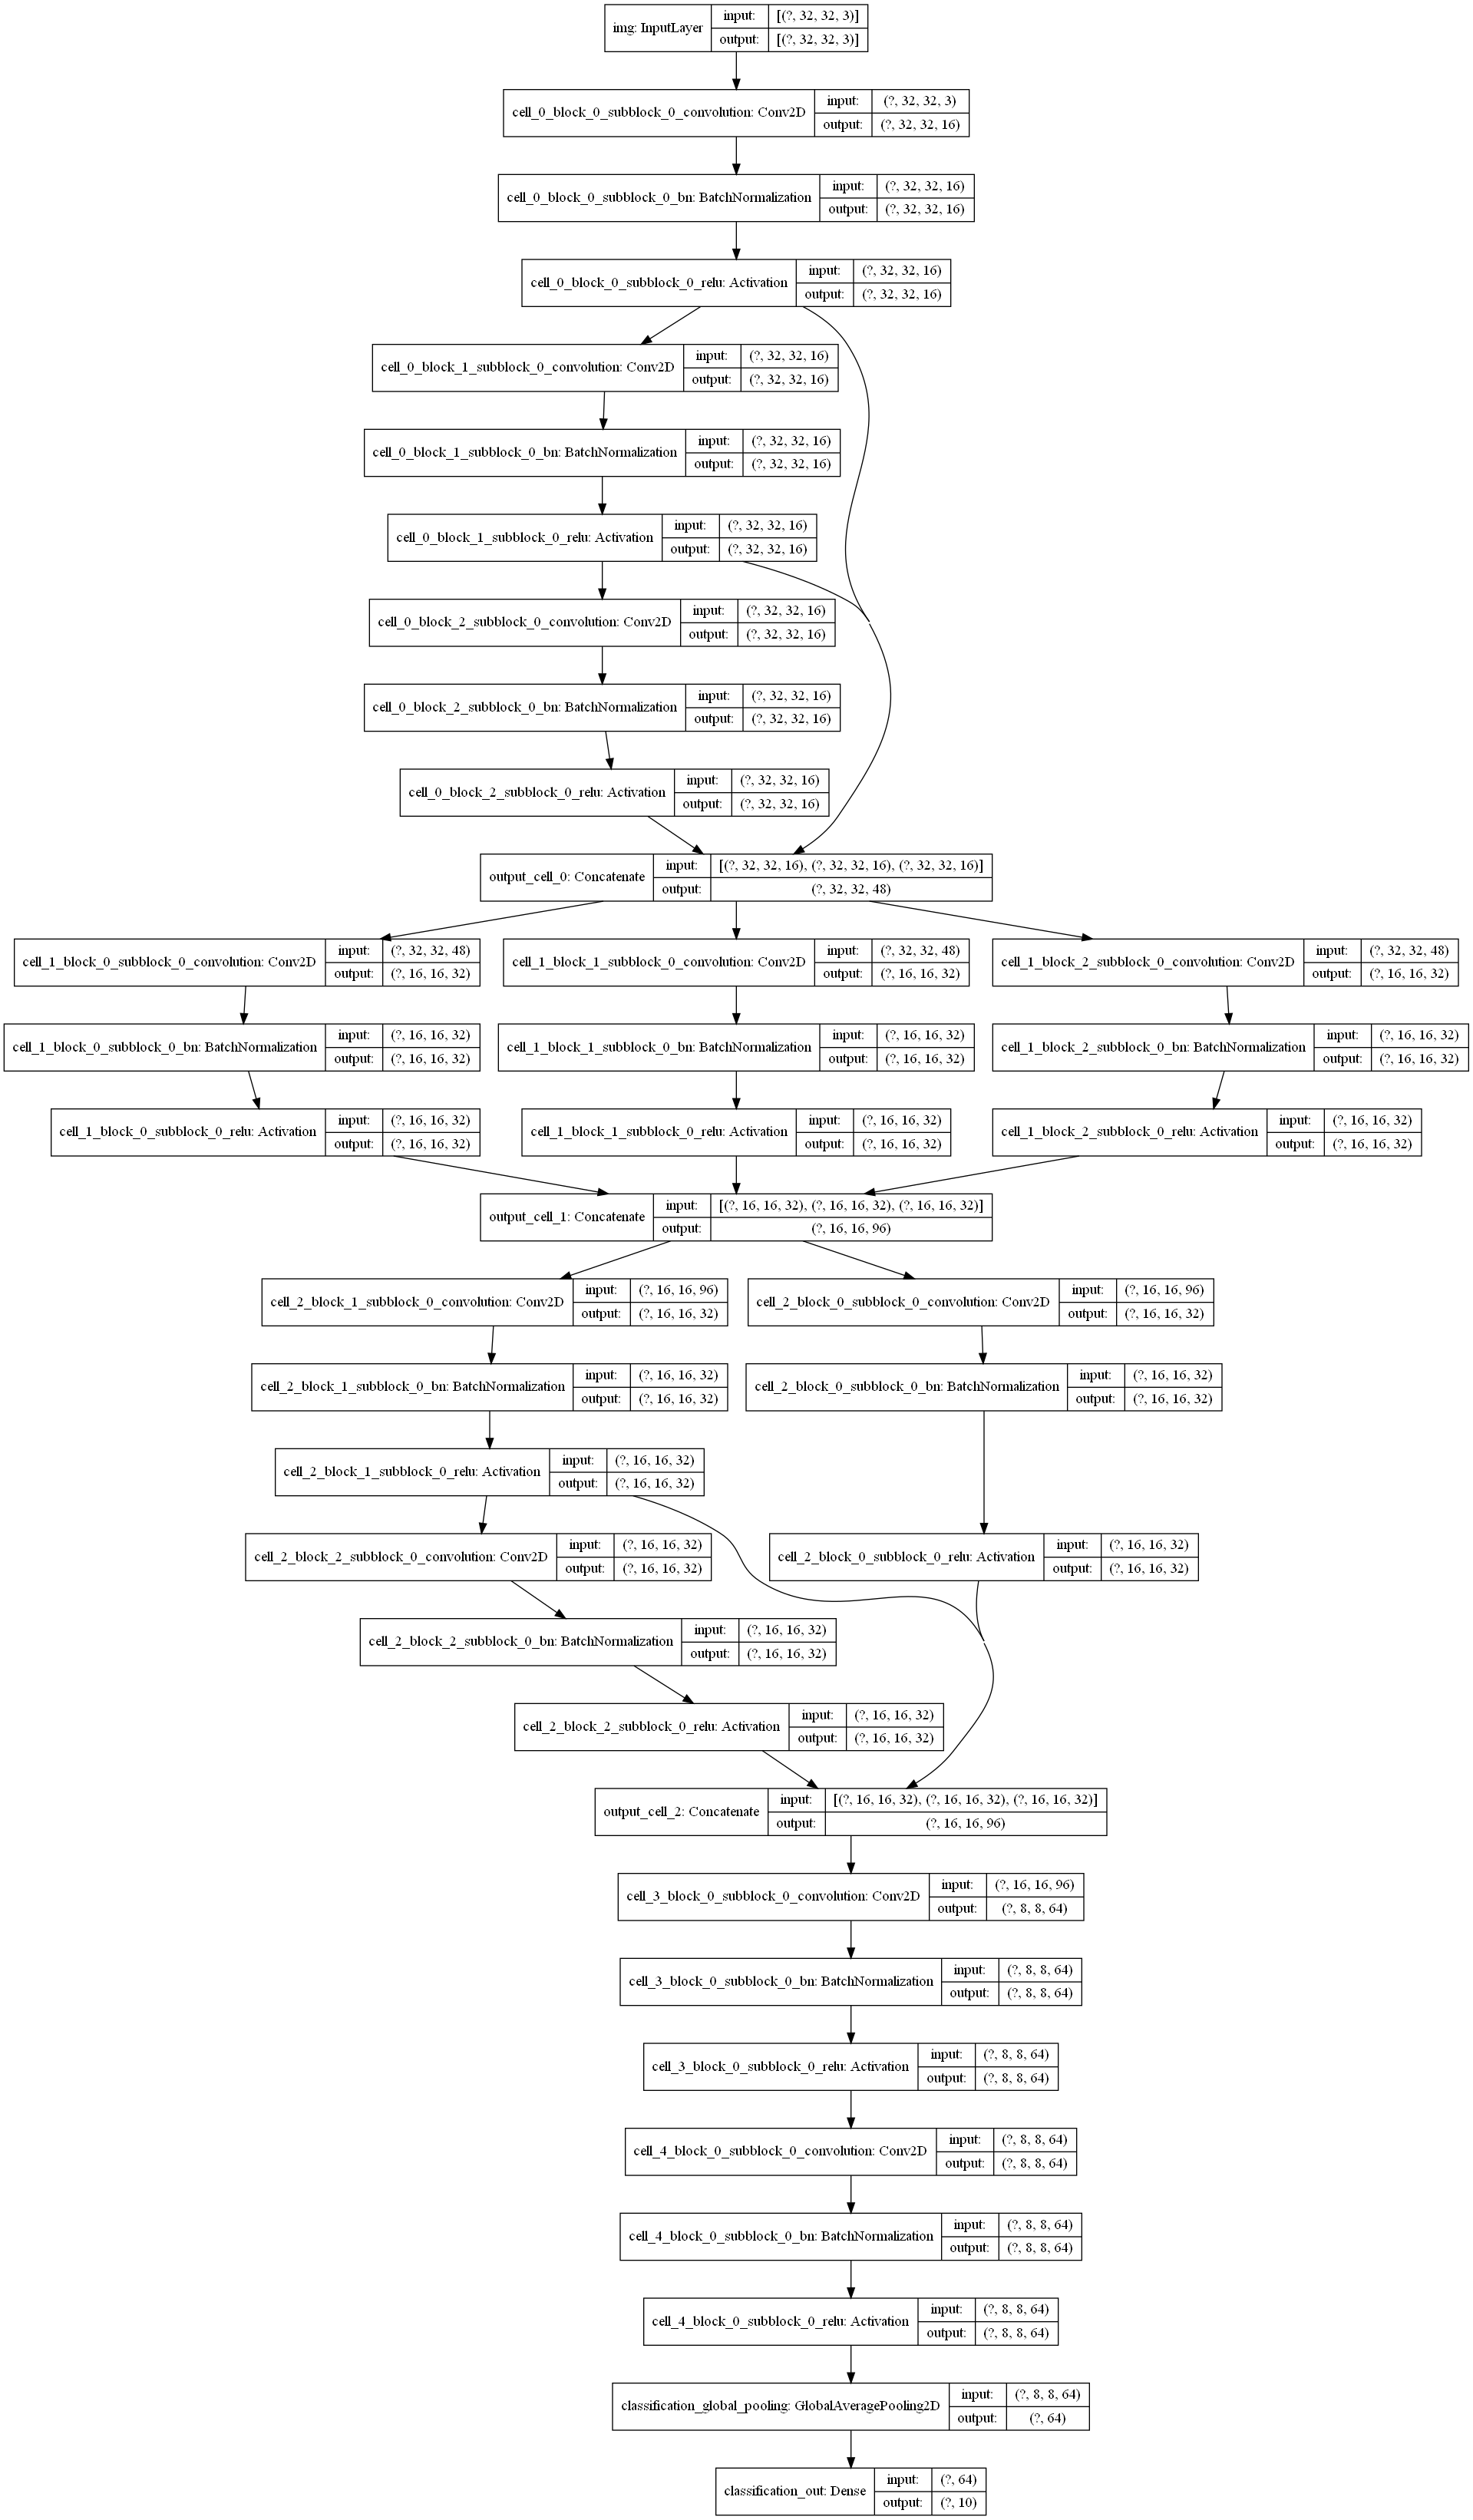 img: InputLayer
input:
[(?, 32, 32, 3)]
output:
[(?, 32, 32, 3)]
cell_0_block_0_subblock_0_convolution: Conv2D
input:
(?, 32, 32, 3)
output:
(?, 32, 32, 16)
cell_0_block_0_subblock_0_bn: BatchNormalization
input:
(?, 32, 32, 16)
output:
(?, 32, 32, 16)
cell_0_block_0_subblock_0_relu: Activation
input:
(?, 32, 32, 16)
output:
(?, 32, 32, 16)
cell_0_block_1_subblock_0_convolution: Conv2D
input:
(?, 32, 32, 16)
output:
(?, 32, 32, 16)
cell_0_block_1_subblock_0_bn: BatchNormalization
input:
(?, 32, 32, 16)
output:
(?, 32, 32, 16)
cell_0_block_1_subblock_0_relu: Activation
input:
(?, 32, 32, 16)
output:
(?, 32, 32, 16)
cell_0_block_2_subblock_0_convolution: Conv2D
input:
(?, 32, 32, 16)
output:
(?, 32, 32, 16)
cell_0_block_2_subblock_0_bn: BatchNormalization
input:
(?, 32, 32, 16)
output:
(?, 32, 32, 16)
cell_0_block_2_subblock_0_relu: Activation
input:
(?, 32, 32, 16)
output:
(?, 32, 32, 16)
output_cell_0: Concatenate
input:
[(?, 32, 32, 16), (?, 32, 32, 16), (?, 32, 32, 16)]
output:
(?, 32, 32, 48)
cell_1_block_0_subblock_0_convolution: Conv2D
input:
(?, 32, 32, 48)
output:
(?, 16, 16, 32)
cell_1_block_1_subblock_0_convolution: Conv2D
input:
(?, 32, 32, 48)
output:
(?, 16, 16, 32)
cell_1_block_2_subblock_0_convolution: Conv2D
input:
(?, 32, 32, 48)
output:
(?, 16, 16, 32)
cell_1_block_0_subblock_0_bn: BatchNormalization
input:
(?, 16, 16, 32)
output:
(?, 16, 16, 32)
cell_1_block_1_subblock_0_bn: BatchNormalization
input:
(?, 16, 16, 32)
output:
(?, 16, 16, 32)
cell_1_block_2_subblock_0_bn: BatchNormalization
input:
(?, 16, 16, 32)
output:
(?, 16, 16, 32)
cell_1_block_0_subblock_0_relu: Activation
input:
(?, 16, 16, 32)
output:
(?, 16, 16, 32)
cell_1_block_1_subblock_0_relu: Activation
input:
(?, 16, 16, 32)
output:
(?, 16, 16, 32)
cell_1_block_2_subblock_0_relu: Activation
input:
(?, 16, 16, 32)
output:
(?, 16, 16, 32)
output_cell_1: Concatenate
input:
[(?, 16, 16, 32), (?, 16, 16, 32), (?, 16, 16, 32)]
output:
(?, 16, 16, 96)
cell_2_block_1_subblock_0_convolution: Conv2D
input:
(?, 16, 16, 96)
output:
(?, 16, 16, 32)
cell_2_block_0_subblock_0_convolution: Conv2D
input:
(?, 16, 16, 96)
output:
(?, 16, 16, 32)
cell_2_block_1_subblock_0_bn: BatchNormalization
input:
(?, 16, 16, 32)
output:
(?, 16, 16, 32)
cell_2_block_0_subblock_0_bn: BatchNormalization
input:
(?, 16, 16, 32)
output:
(?, 16, 16, 32)
cell_2_block_1_subblock_0_relu: Activation
input:
(?, 16, 16, 32)
output:
(?, 16, 16, 32)
cell_2_block_2_subblock_0_convolution: Conv2D
input:
(?, 16, 16, 32)
output:
(?, 16, 16, 32)
cell_2_block_0_subblock_0_relu: Activation
input:
(?, 16, 16, 32)
output:
(?, 16, 16, 32)
cell_2_block_2_subblock_0_bn: BatchNormalization
input:
(?, 16, 16, 32)
output:
(?, 16, 16, 32)
cell_2_block_2_subblock_0_relu: Activation
input:
(?, 16, 16, 32)
output:
(?, 16, 16, 32)
output_cell_2: Concatenate
input:
[(?, 16, 16, 32), (?, 16, 16, 32), (?, 16, 16, 32)]
output:
(?, 16, 16, 96)
cell_3_block_0_subblock_0_convolution: Conv2D
input:
(?, 16, 16, 96)
output:
(?, 8, 8, 64)
cell_3_block_0_subblock_0_bn: BatchNormalization
input:
(?, 8, 8, 64)
output:
(?, 8, 8, 64)
cell_3_block_0_subblock_0_relu: Activation
input:
(?, 8, 8, 64)
output:
(?, 8, 8, 64)
cell_4_block_0_subblock_0_convolution: Conv2D
input:
(?, 8, 8, 64)
output:
(?, 8, 8, 64)
cell_4_block_0_subblock_0_bn: BatchNormalization
input:
(?, 8, 8, 64)
output:
(?, 8, 8, 64)
cell_4_block_0_subblock_0_relu: Activation
input:
(?, 8, 8, 64)
output:
(?, 8, 8, 64)
classification_global_pooling: GlobalAveragePooling2D
input:
(?, 8, 8, 64)
output:
(?, 64)
classification_out: Dense
input:
(?, 64)
output:
(?, 10)